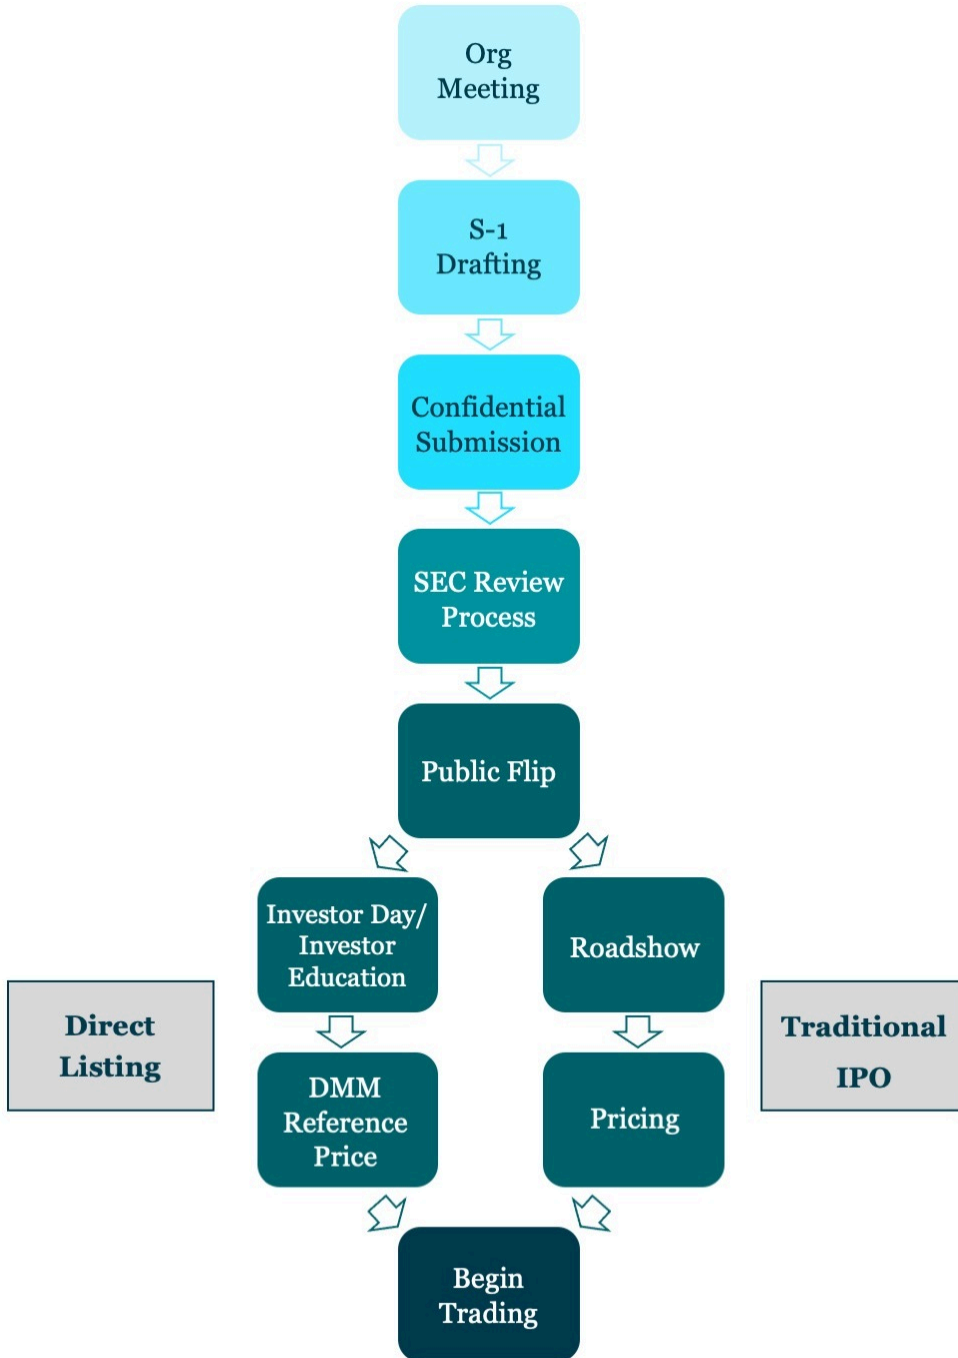 Org
Meeting
S-1
Drafting
Confidential
Submission
SEC Review
Process
Public Flip
Investor Day/
Investor
Education
Roadshow
Direct
Listing
Traditional
IPO
DMM
Reference
Price
Pricing
Begin
Trading